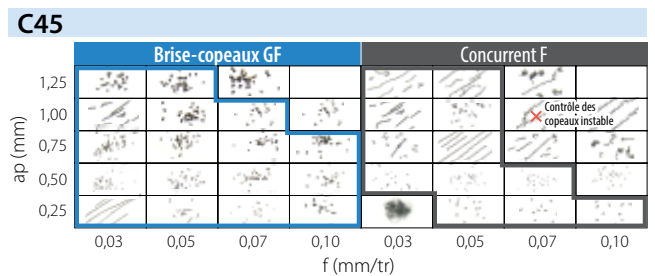 C45
Brise-copeaux GF
Concurrent F
ap (mm)
1,25
1,00
0,75
0,50
0,25
Contrôle des
copeaux instable
0,03 0,05 0,07 0,10 0,03 0,05 0,07 0,10
f (mm/tr)